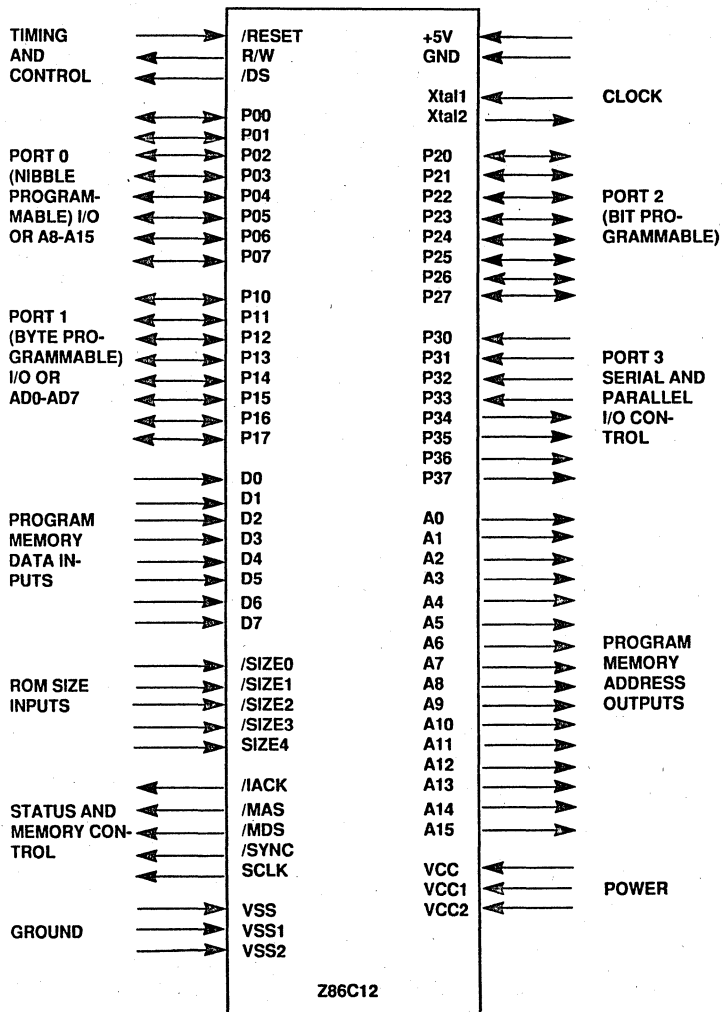 TIMING
AND
CONTROL
/RESET
R/W
/DS
PORT 0
(NIBBLE
PROGRAM-
MABLE) I/O
OR A8-A15
P00
P01
P02
P03
P04
P05
P06
P07
PORT 1
(BYTE PRO-
GRAMMABLE)
I/O OR
AD0-AD7
P10
P11
P12
P13
P14
P15
P16
P17
PROGRAM
MEMORY
DATA IN-
PUTS
D0
D1
D2
D3
D4
D5
D6
D7
ROM SIZE
INPUTS
/SIZE0
/SIZE1
/SIZE2
/SIZE3
SIZE4
STATUS AND
MEMORY CON-
TROL
/IACK
/MAS
/MDS
/SYNC
SCLK
GROUND
VSS
VSS1
VSS2
+5V
GND
Xtal1
Xtal2
CLOCK
P20
P21
P22
P23
P24
P25
P26
P27
PORT 2
(BIT PRO-
GRAMMABLE)
P30
P31
P32
P33
P34
P35
P36
P37
PORT 3
SERIAL AND
PARALLEL
I/O CON-
TROL
A0
A1
A2
A3
A4
A5
A6
A7
A8
A9
A10
A11
A12
A13
A14
A15
PROGRAM
MEMORY
ADDRESS
OUTPUTS
VCC
VCC1
VCC2
POWER
Z86C12